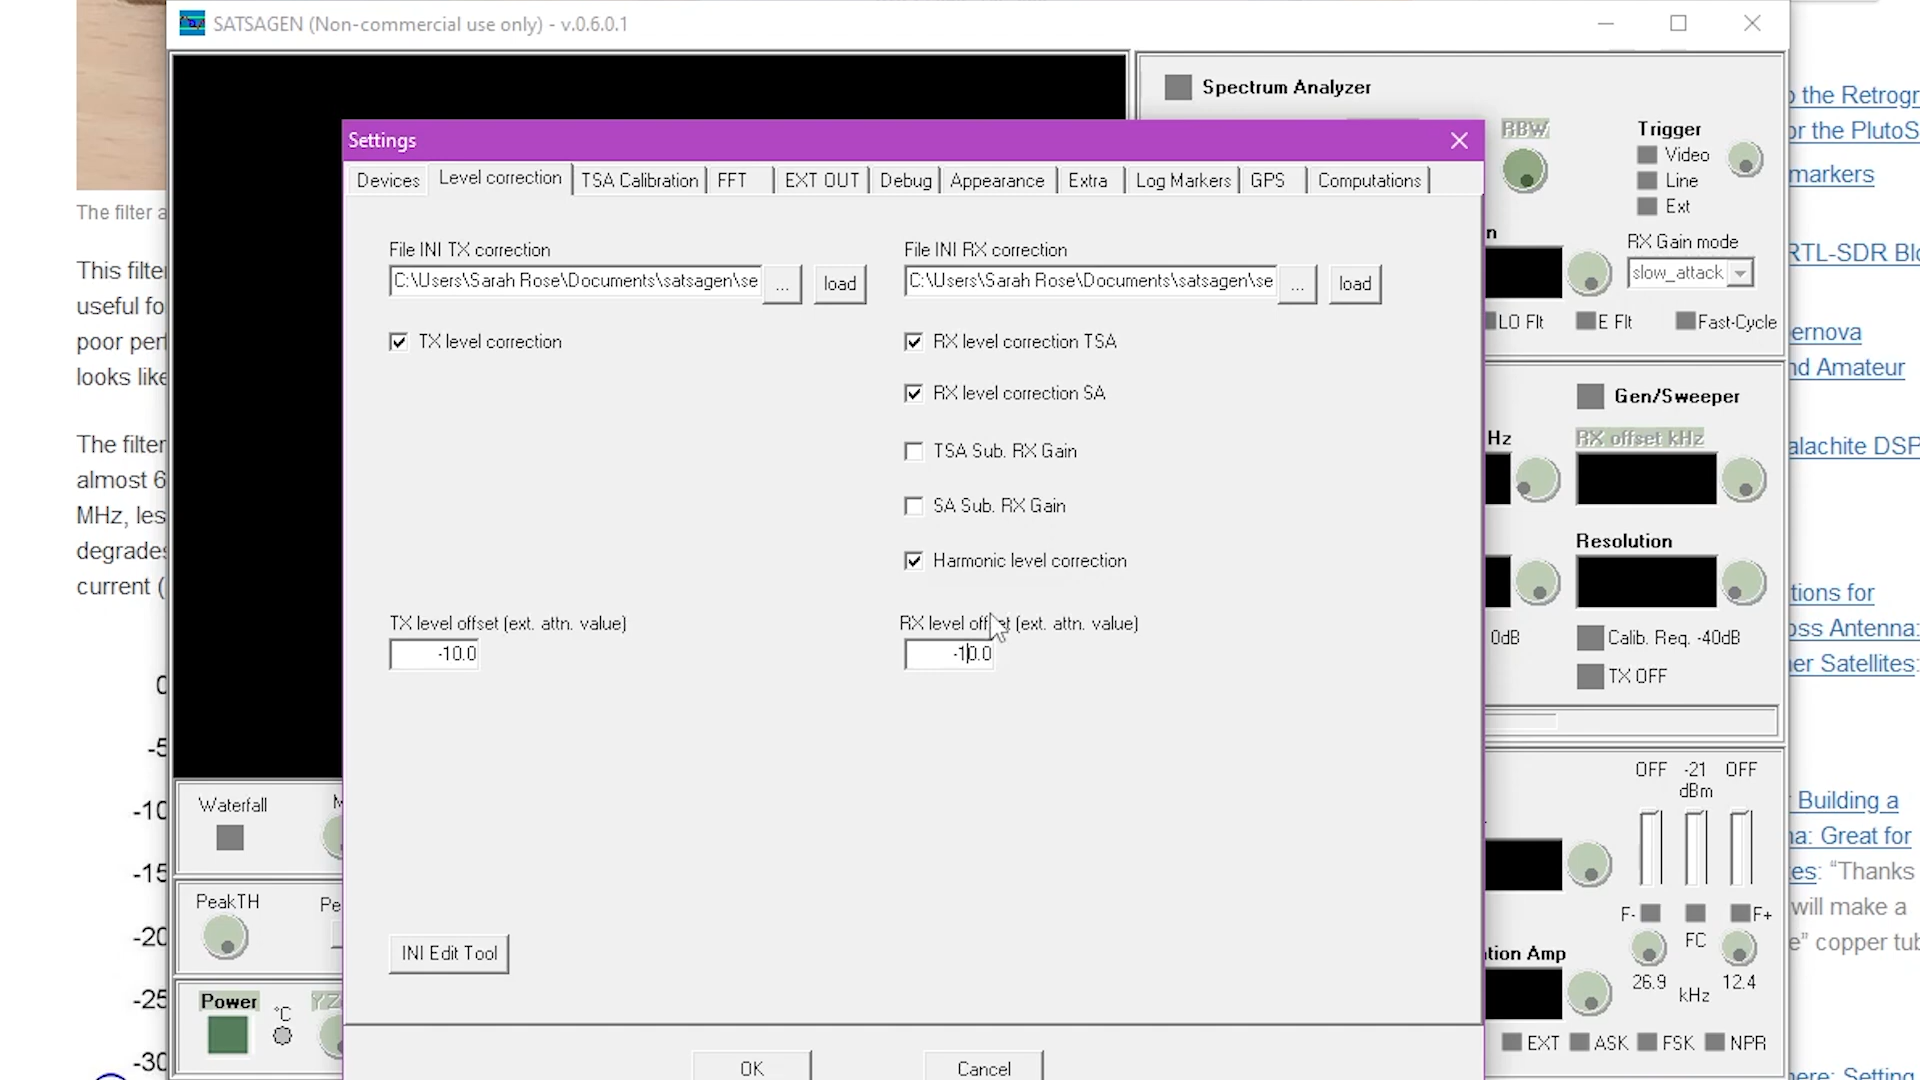 SATSAGEN (Non-commercial use only) - v.0.6.0.1
Spectrum Analyzer
RBW
Trigger
Video
Line
Ext
RX Gain mode
slow_attack
LO Flt
E Flt
Fast-Cycle
Gen/Sweeper
Hz
RX offset kHz
Resolution
0dB
Calib. Req. -40dB
TX OFF
OFF
-21
dBm
OFF
F-
F+
FC
26.9
kHz
12.4
EXT
ASK
FSK
NPR
Settings
Devices
Level correction
TSA Calibration
FFT
EXT OUT
Debug
Appearance
Extra
Log Markers
GPS
Computations
File INI TX correction
C:\Users\Sarah Rose\Documents\satsagen\se
...
load
File INI RX correction
C:\Users\Sarah Rose\Documents\satsagen\se
...
load
TX level correction
RX level correction TSA
RX level correction SA
TSA Sub. RX Gain
SA Sub. RX Gain
Harmonic level correction
TX level offset (ext. attn. value)
-10.0
RX level offset (ext. attn. value)
-10.0
INI Edit Tool
OK
Cancel
Waterfall
PeakTH
Power
°C
The filter
This filter
useful fo
poor per
looks like
The filter
almost 6
MHz, les
degrades
current (
0
-5
-10
-15
-20
-25
-30
the Retrogr
or the PlutoS
markers
RTL-SDR Blo
ernova
nd Amateur
alachite DSP
tions for
oss Antenna:
er Satellites:
Building a
na: Great for
es: “Thanks
will make a
e” copper tub
here: Setting
tion Amp